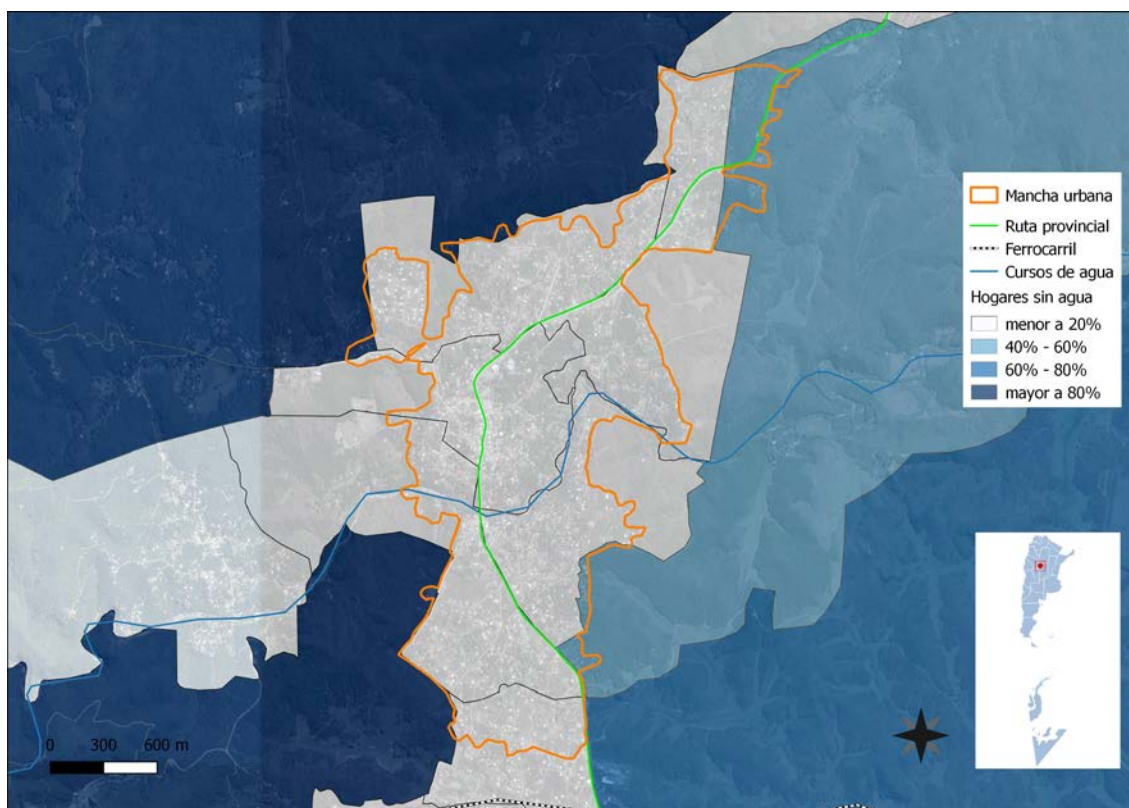 Mancha urbana
Ruta provincial
Ferrocarril
Cursos de agua
Hogares sin agua
menor a 20%
40% - 60%
60% - 80%
mayor a 80%
0 300 600 m